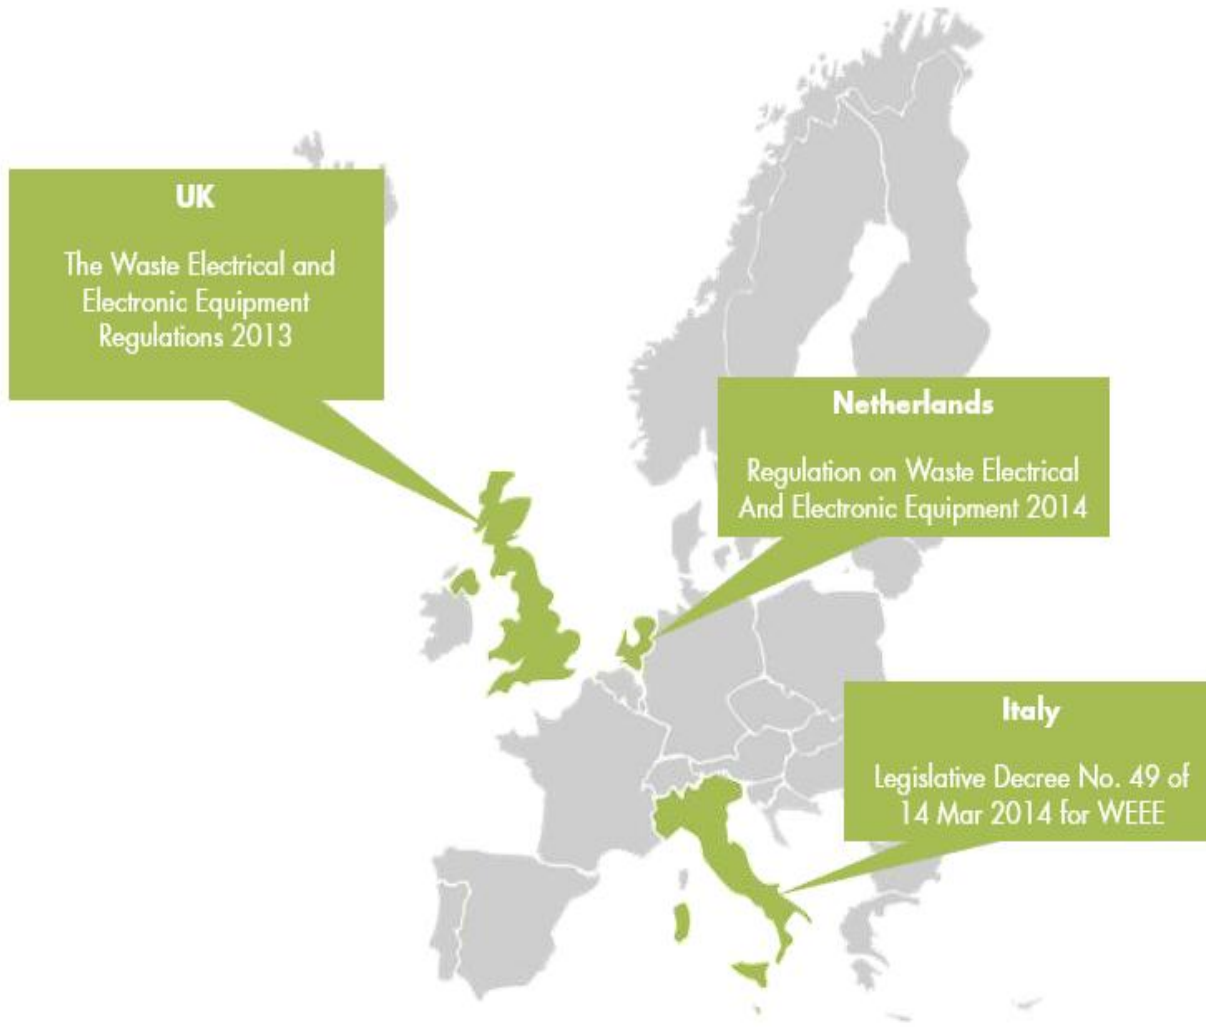 UK
The Waste Electrical and
Electronic Equipment
Regulations 2013
Netherlands
Regulation on Waste Electrical
And Electronic Equipment 2014
Italy
Legislative Decree No. 49 of
14 Mar 2014 for WEEE